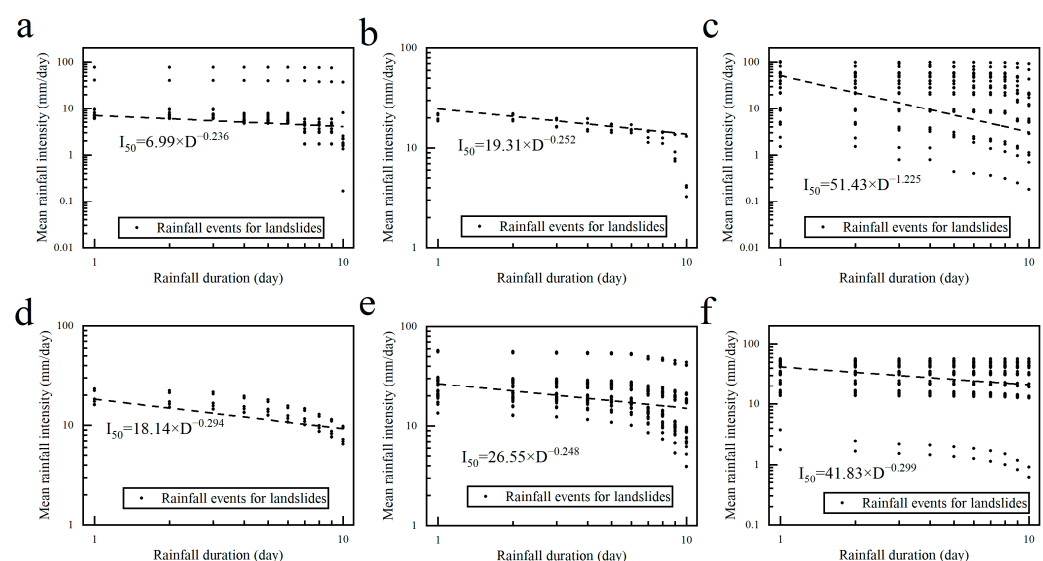 a
Mean rainfall intensity (mm/day)
100
10
1
0.1
0.01
I50=6.99×D−0.236
Rainfall events for landslides
1
10
Rainfall duration (day)
b
Mean rainfall intensity (mm/day)
100
10
1
I50=19.31×D−0.252
Rainfall events for landslides
1
10
Rainfall duration (day)
c
Mean rainfall intensity (mm/day)
100
10
1
0.1
0.01
I50=51.43×D−1.225
Rainfall events for landslides
1
10
Rainfall duration (day)
d
Mean rainfall intensity (mm/day)
100
10
1
I50=18.14×D−0.294
Rainfall events for landslides
1
10
Rainfall duration (day)
e
Mean rainfall intensity (mm/day)
100
10
1
I50=26.55×D−0.248
Rainfall events for landslides
1
10
Rainfall duration (day)
f
Mean rainfall intensity (mm/day)
100
10
1
0.1
I50=41.83×D−0.299
Rainfall events for landslides
1
10
Rainfall duration (day)